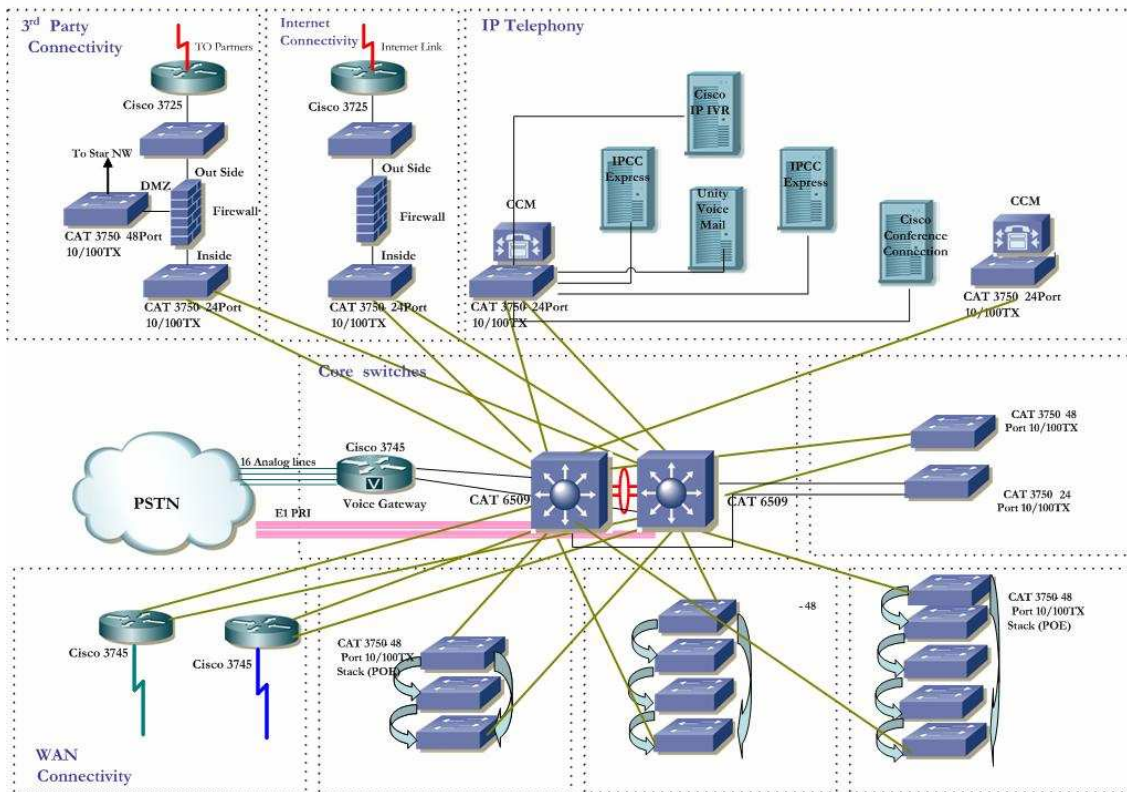 3rd Party
Connectivity
TO Partners
Cisco 3725
To Star NW
Out Side
DMZ
Firewall
CAT 3750- 48Port
10/100TX
Inside
CAT 3750- 24Port
10/100TX
Internet
Connectivity
Internet Link
Cisco 3725
Out Side
Firewall
Inside
CAT 3750- 24Port
10/100TX
IP Telephony
Cisco
IP IVR
IPCC
Express
IPCC
Express
Unity
Voice
Mail
CCM
Cisco
Conference
Connection
CCM
CAT 3750 24Port
10/100TX
CAT 3750 24Port
10/100TX
Core switches
Cisco 3745
16 Analog lines
V
PSTN
Voice Gateway
CAT 6509
CAT 6509
E1 PRI
CAT 3750-48
Port 10/100TX
CAT 3750 24
Port 10/100TX
Cisco 3745
Cisco 3745
WAN
Connectivity
CAT 3750-48
Port 10/100TX
Stack (POE)
- 48
CAT 3750-48
Port 10/100TX
Stack (POE)